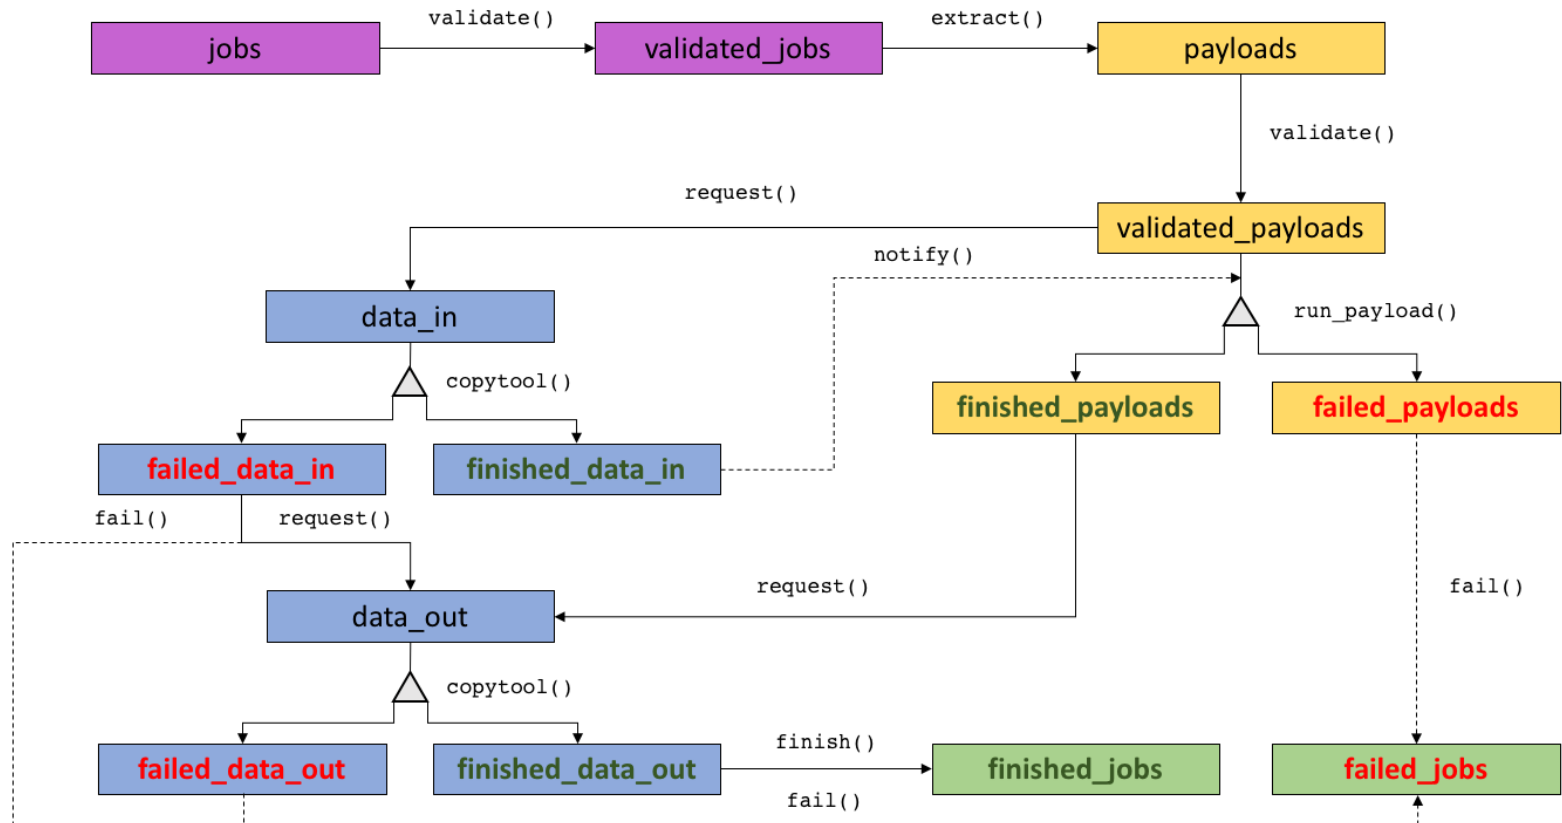 validate()
extract()
jobs
validated_jobs
payloads
validate()
request()
validated_payloads
notify()
data_in
run_payload()
copytool()
finished_payloads
failed_payloads
failed_data_in
finished_data_in
fail()
request()
request()
fail()
data_out
copytool()
finish()
failed_data_out
finished_data_out
finished_jobs
failed_jobs
fail()